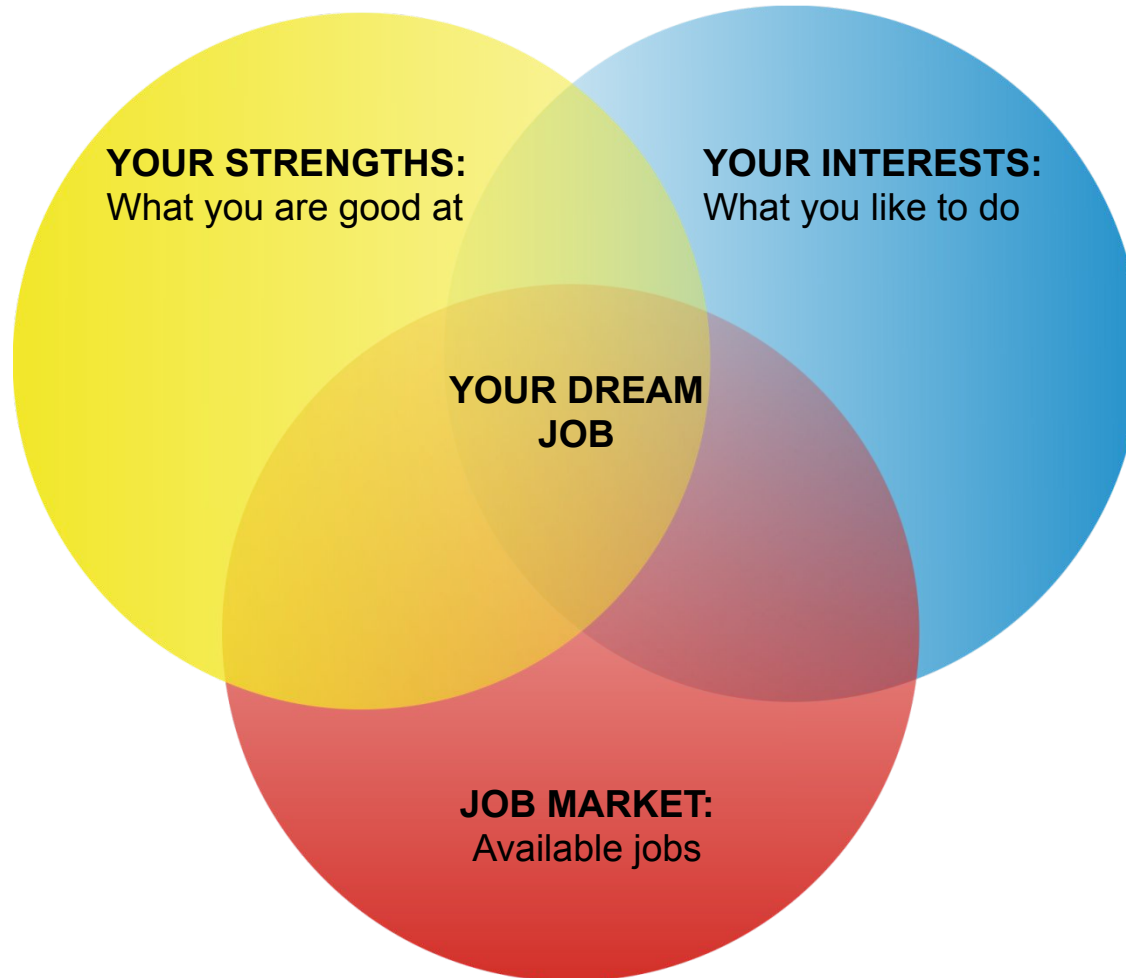 YOUR STRENGTHS:
What you are good at
YOUR INTERESTS:
What you like to do
YOUR DREAM
JOB
JOB MARKET:
Available jobs